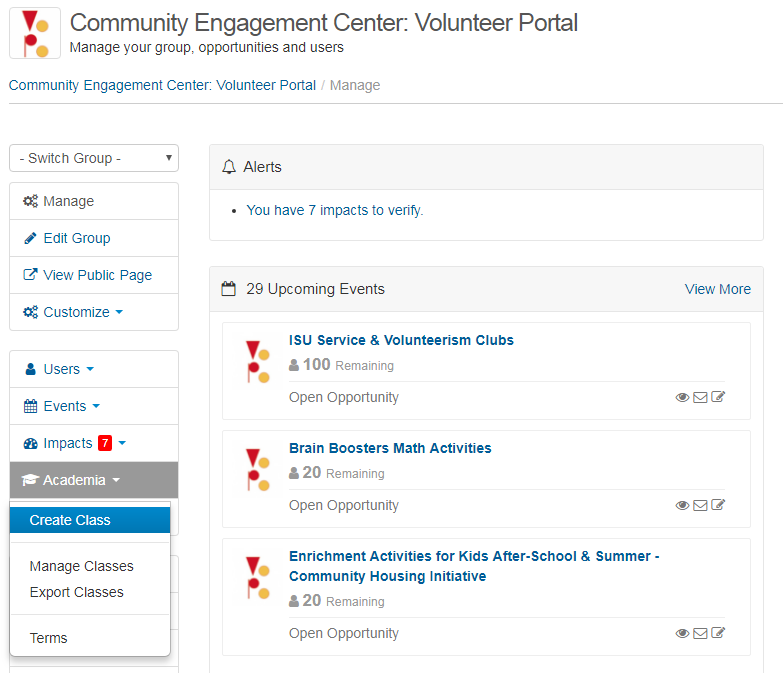 Community Engagement Center: Volunteer Portal
Manage your group, opportunities and users
Community Engagement Center: Volunteer Portal / Manage
- Switch Group -
Manage
Edit Group
View Public Page
Customize
Users
Events
Impacts 7
Academia
Create Class
Manage Classes
Export Classes
Terms
Alerts
You have 7 impacts to verify.
29 Upcoming Events
View More
ISU Service & Volunteerism Clubs
100 Remaining
Open Opportunity
Brain Boosters Math Activities
20 Remaining
Open Opportunity
Enrichment Activities for Kids After-School & Summer -
Community Housing Initiative
20 Remaining
Open Opportunity